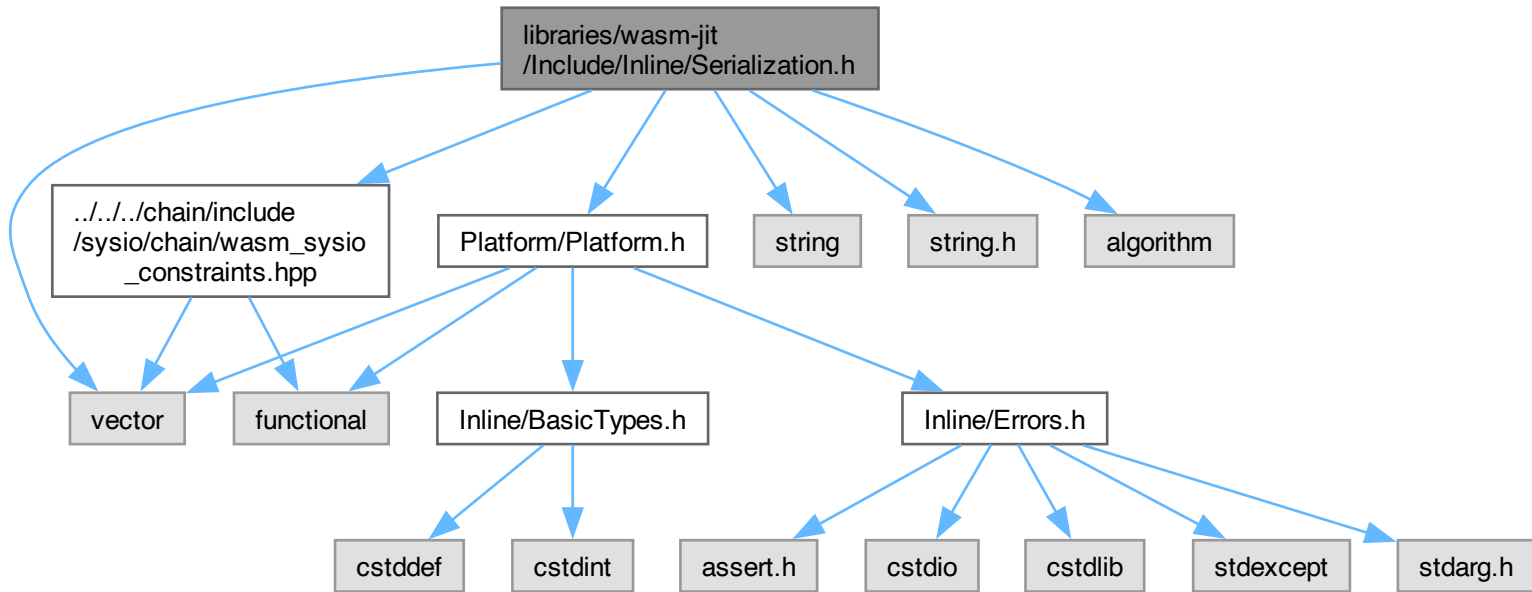 libraries/wasm-jit
/Include/Inline/Serialization.h
../../../chain/include
/sysio/chain/wasm_sysio
_constraints.hpp
Platform/Platform.h
string
string.h
algorithm
vector
functional
Inline/BasicTypes.h
Inline/Errors.h
cstddef
cstdint
assert.h
cstdio
cstdlib
stdexcept
stdarg.h